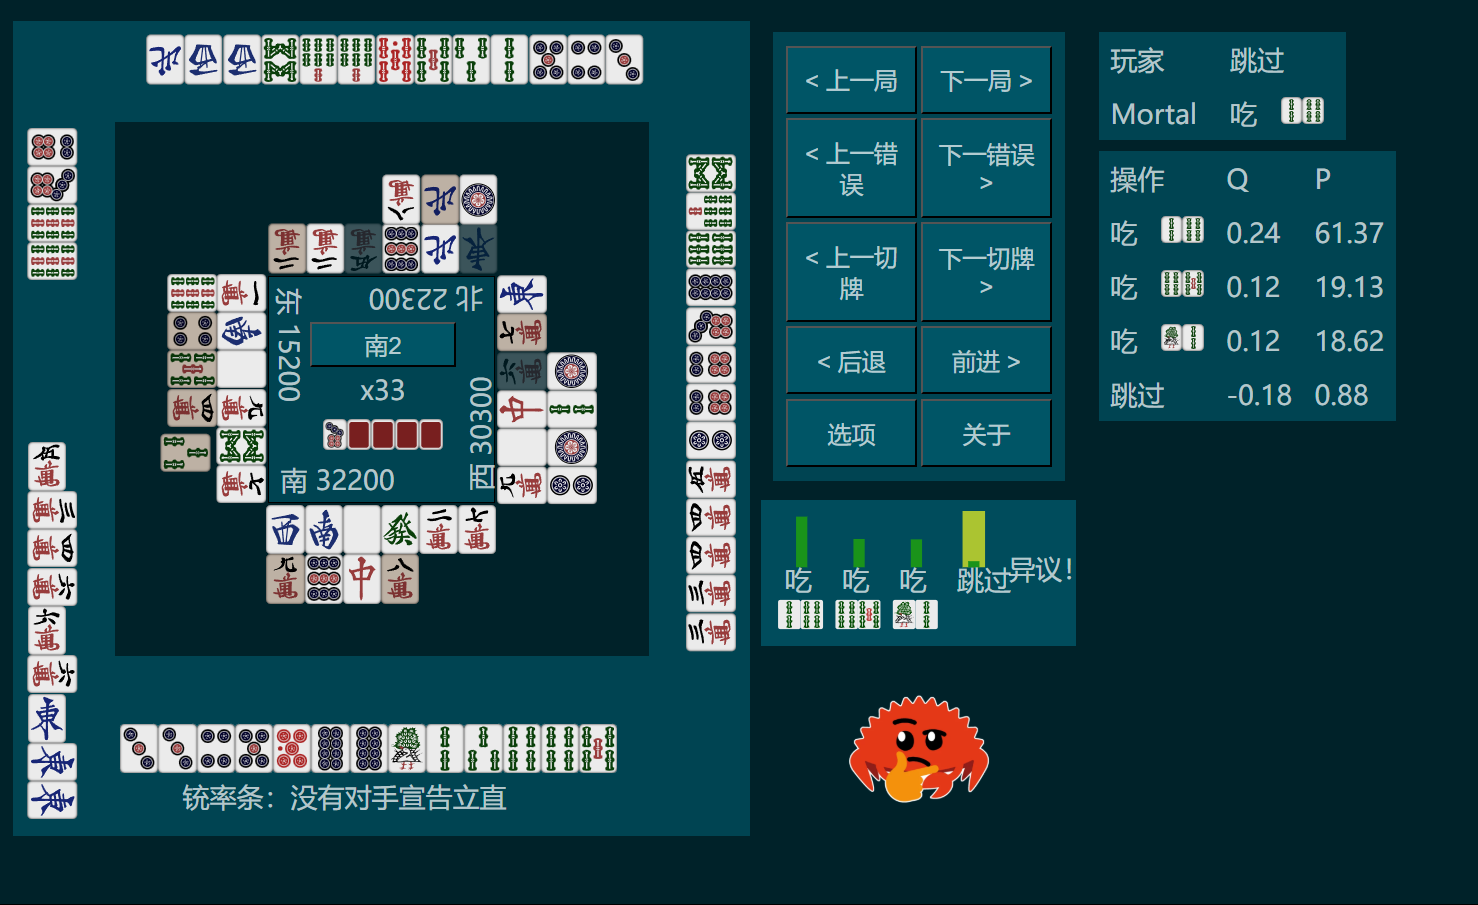 东 15200
北 22300
南2
x33
西 30300
南 32200
铳率条：没有对手宣告立直
< 上一局
下一局 >
< 上一错误
下一错误 >
< 上一切牌
下一切牌 >
< 后退
前进 >
选项
关于
玩家 跳过
Mortal 吃
操作 Q P
吃 0.24 61.37
吃 0.12 19.13
吃 0.12 18.62
跳过 -0.18 0.88
吃 吃 吃 跳过 异议！